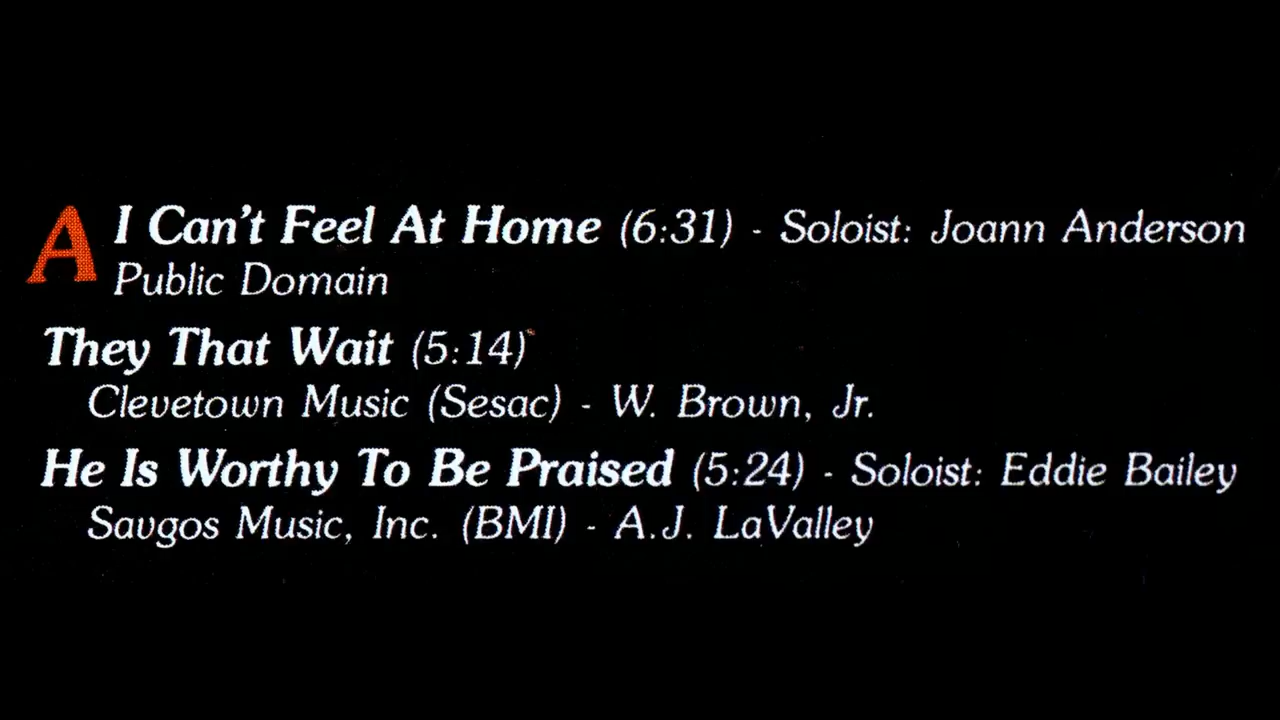 A I Can't Feel At Home (6:31) - Soloist: Joann Anderson
Public Domain
They That Wait (5:14)
Clevetown Music (Sesac) - W. Brown, Jr.
He Is Worthy To Be Praised (5:24) - Soloist: Eddie Bailey
Savgos Music, Inc. (BMI) - A.J. LaValley